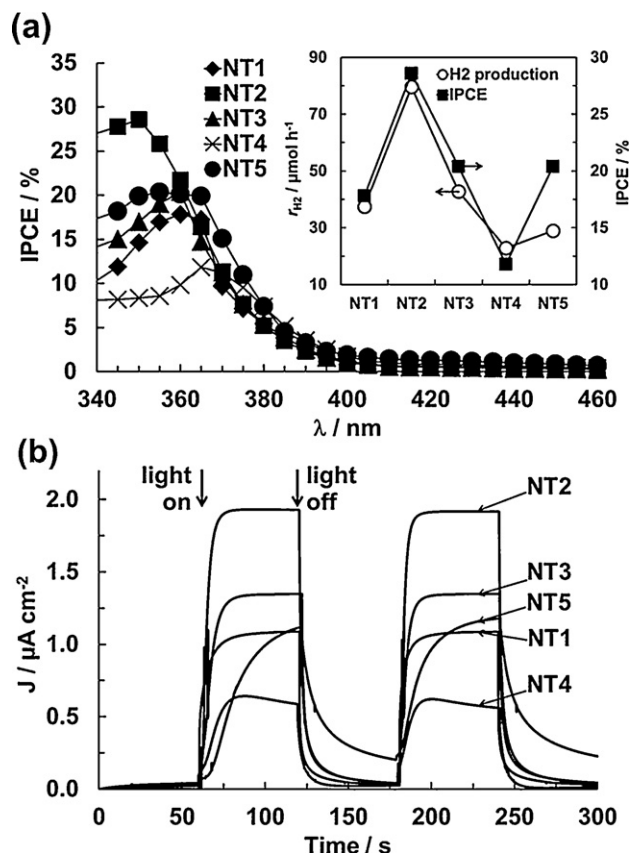 (a)
NT1
NT2
NT3
NT4
NT5
IPCE / %
35
30
25
20
15
10
5
0
340 360 380 400 420 440 460
λ / nm
H2 production
IPCE
r_H2 / µmol h⁻¹
90
70
50
30
10
IPCE / %
30
25
20
15
10
NT1 NT2 NT3 NT4 NT5
(b)
light on
light off
NT2
NT3
NT5
NT1
NT4
J / µA cm⁻²
2.0
1.5
1.0
0.5
0.0
0 50 100 150 200 250 300
Time / s